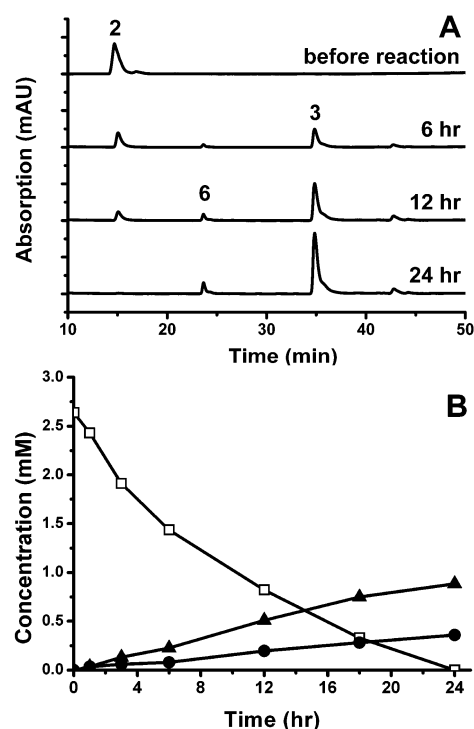 A
2
before reaction
3
6 hr
6
12 hr
24 hr
Absorption (mAU)
10 20 30 40 50
Time (min)
B
3.0
2.5
2.0
1.5
1.0
0.5
0.0
Concentration (mM)
0 4 8 12 16 20 24
Time (hr)